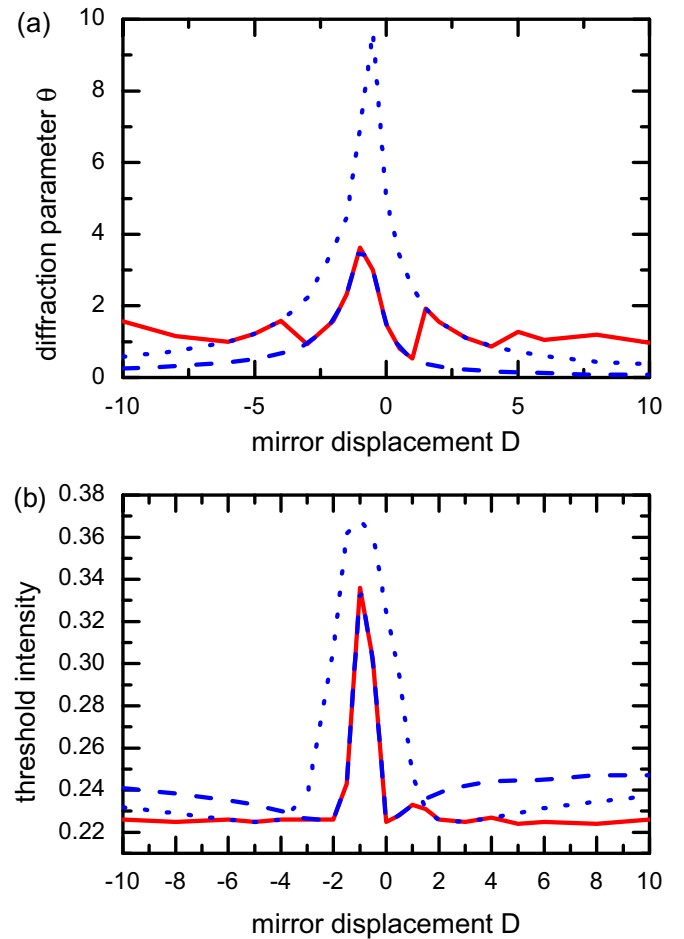 (a)
10
8
6
4
2
0
diffraction parameter θ
-10
-5
0
5
10
mirror displacement D
(b)
0.38
0.36
0.34
0.32
0.30
0.28
0.26
0.24
0.22
threshold intensity
-10 -8 -6 -4 -2 0 2 4 6 8 10
mirror displacement D